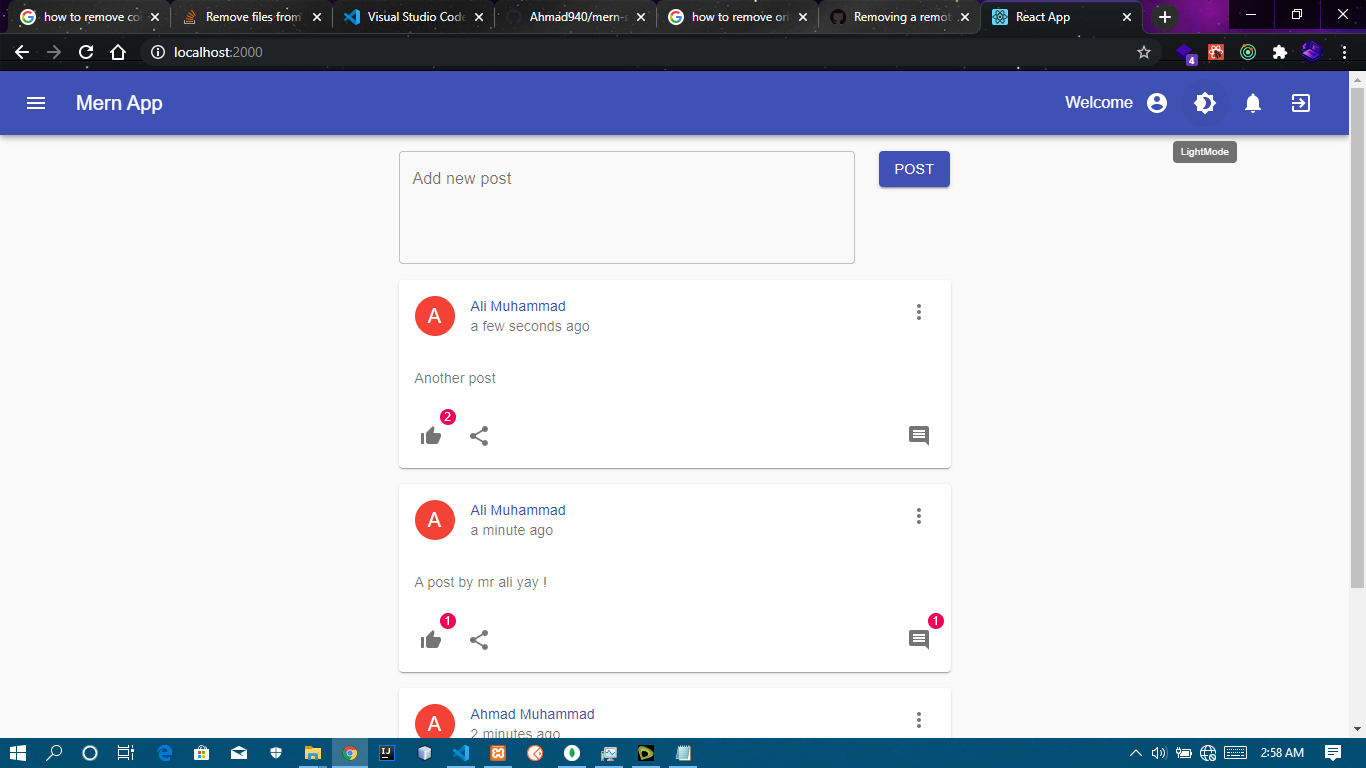 how to remove co
Remove files from
Visual Studio Code
Ahmad940/mern-
how to remove on
Removing a remot
React App
localhost:2000
4
Mern App
Welcome
LightMode
Add new post
POST
A
Ali Muhammad
a few seconds ago
Another post
2
A
Ali Muhammad
a minute ago
A post by mr ali yay !
1
1
A
Ahmad Muhammad
2 minutes ago
2:58 AM